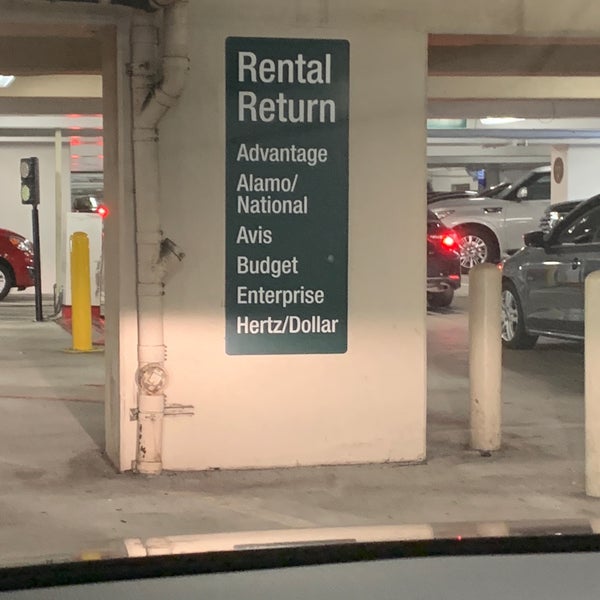 Rental
Return
Advantage
Alamo/
National
Avis
Budget
Enterprise
Hertz/Dollar